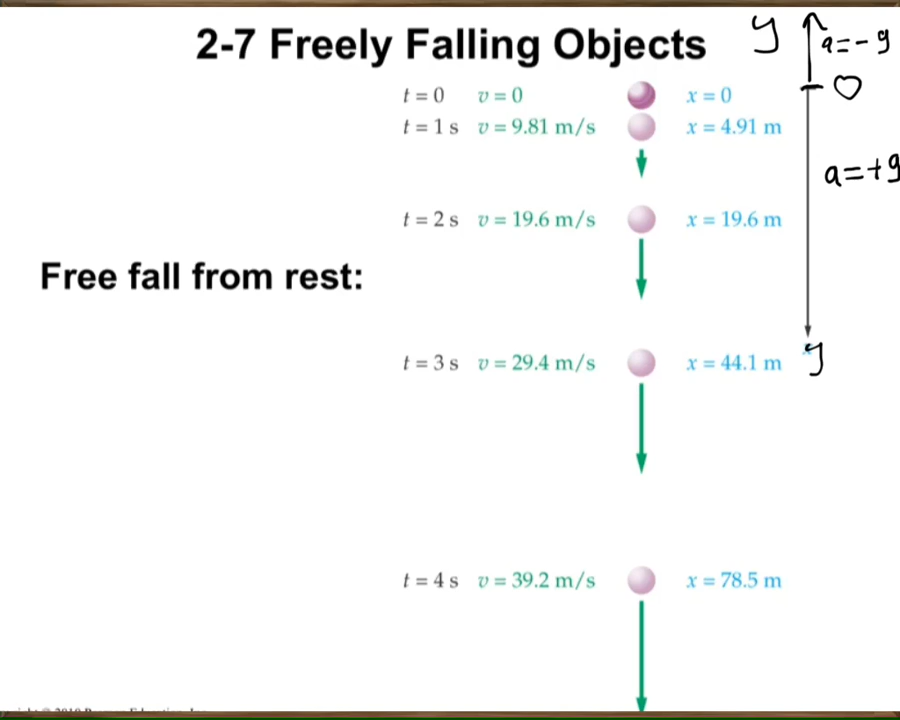 2-7 Freely Falling Objects
y
a=-g
t = 0 v = 0 x = 0
0
t = 1 s v = 9.81 m/s x = 4.91 m
a=+g
t = 2 s v = 19.6 m/s x = 19.6 m
Free fall from rest:
t = 3 s v = 29.4 m/s x = 44.1 m
y
t = 4 s v = 39.2 m/s x = 78.5 m